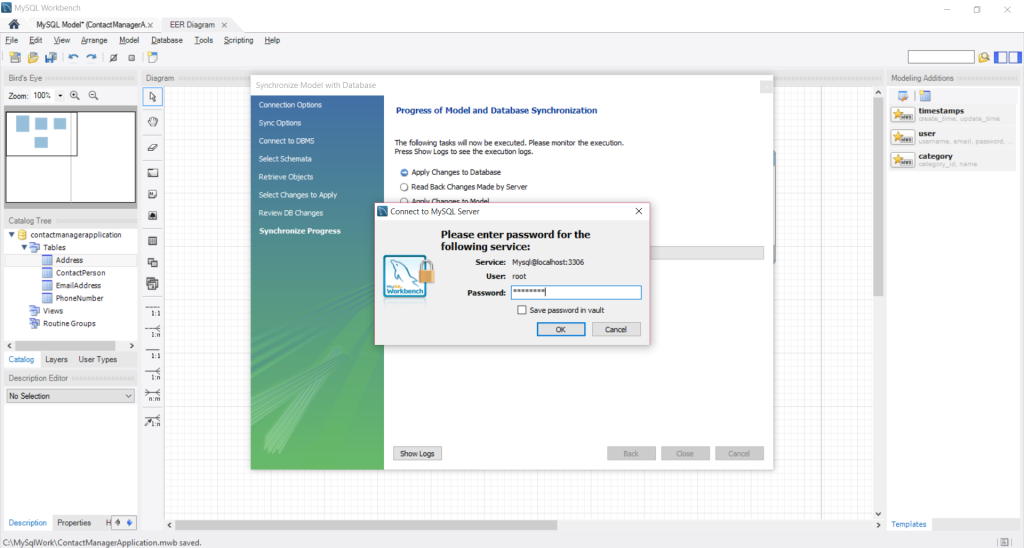 MySQL Workbench
MySQL Model* (ContactManagerA.x
EER Diagram
File Edit View Arrange Model Database Tools Scripting Help
Bird's Eye
Zoom: 100%
Diagram
Modeling Additions
timestamps
create_time, update_time
user
username, email, password, ...
category
category_id, name
Catalog Tree
contactmanagerapplication
Tables
Address
ContactPerson
EmailAddress
PhoneNumber
Views
Routine Groups
Catalog Layers User Types
Description Editor
No Selection
Description Properties H
1:1
1:n
1:1
1:n
n:m
1:n
Synchronize Model with Database
Connection Options
Sync Options
Connect to DBMS
Select Schemata
Retrieve Objects
Select Changes to Apply
Review DB Changes
Synchronize Progress
Progress of Model and Database Synchronization
The following tasks will now be executed. Please monitor the execution.
Press Show Logs to see the execution logs.
Apply Changes to Database
Read Back Changes Made by Server
Apply Changes to Model
Connect to MySQL Server
Please enter password for the
following service:
Service: Mysql@localhost:3306
User: root
Password: ********
MySQL
Workbench
Save password in vault
OK Cancel
Show Logs
Back Close Cancel
Templates
C:\MySqlWork\ContactManagerApplication.mwb saved.